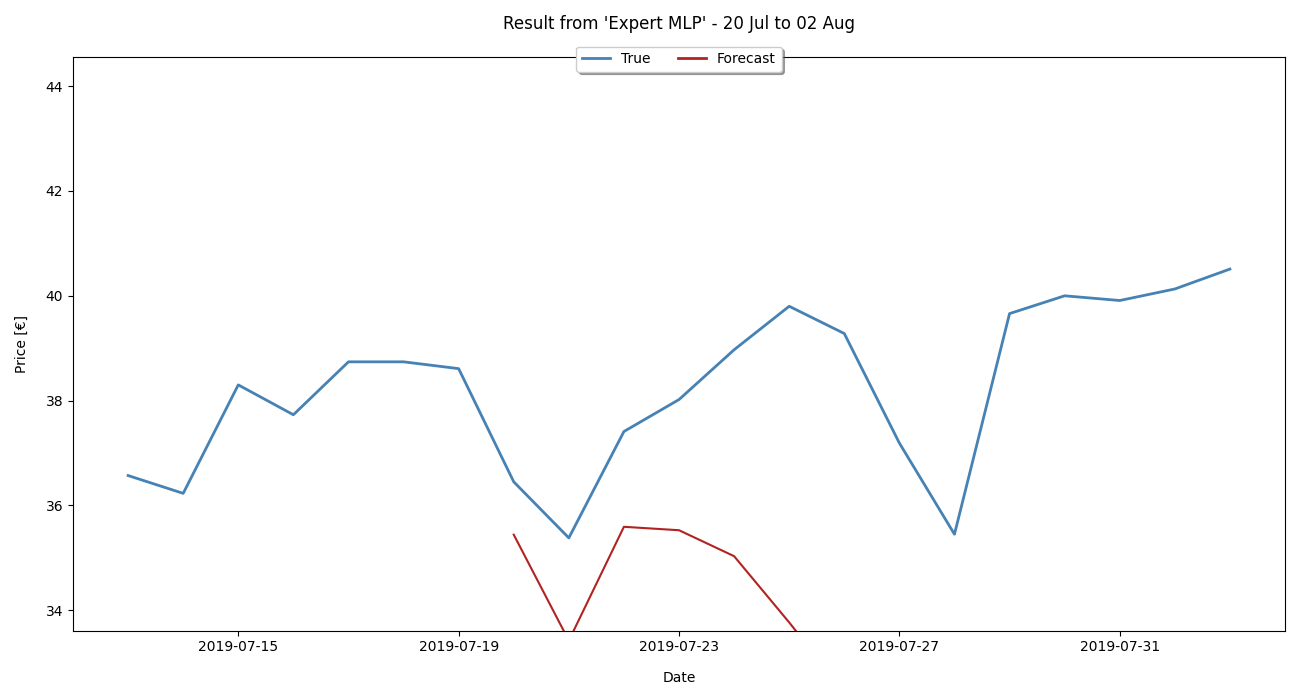 Result from 'Expert MLP' - 20 Jul to 02 Aug
True Forecast
44
42
40
38
36
34
Price [€]
2019-07-15 2019-07-19 2019-07-23 2019-07-27 2019-07-31
Date